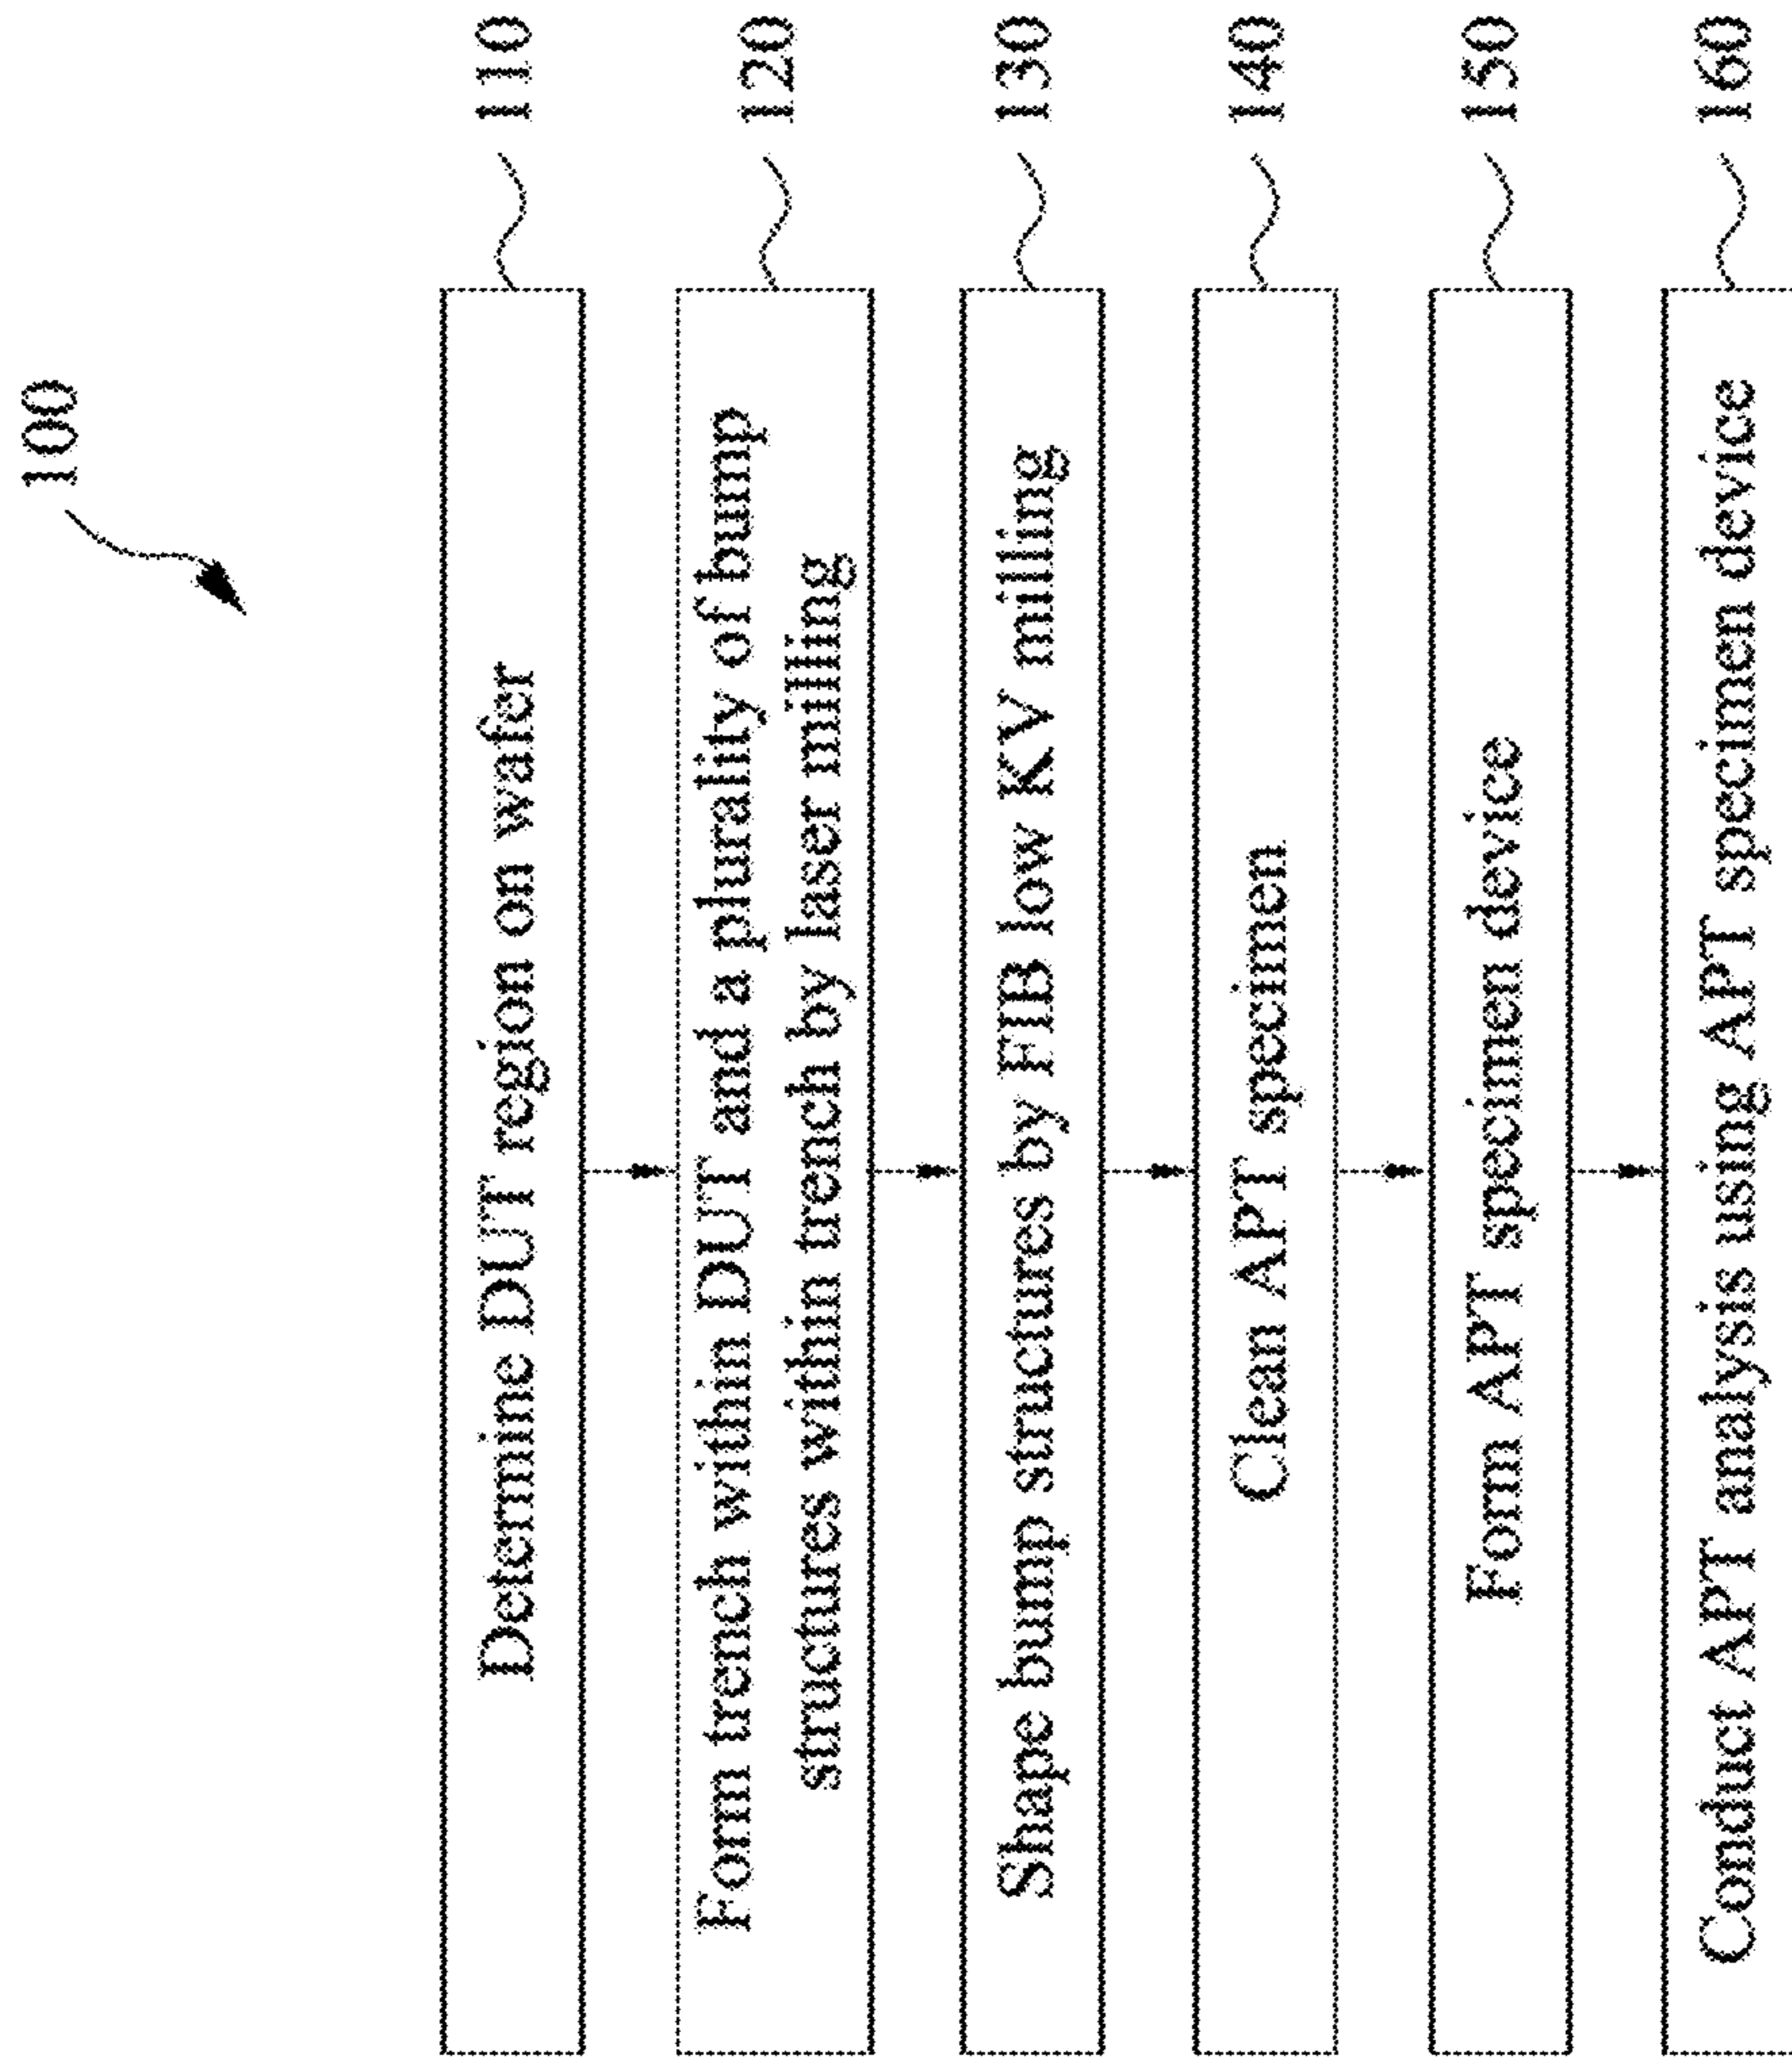 100
Determine DUT region on wafer
110
Form trench within DUT and a plurality of bump
structures within trench by laser milling
120
Shape bump structures by FIB low KV milling
130
Clean APT specimen
140
Form APT specimen device
150
Conduct APT analysis using APT specimen device
160